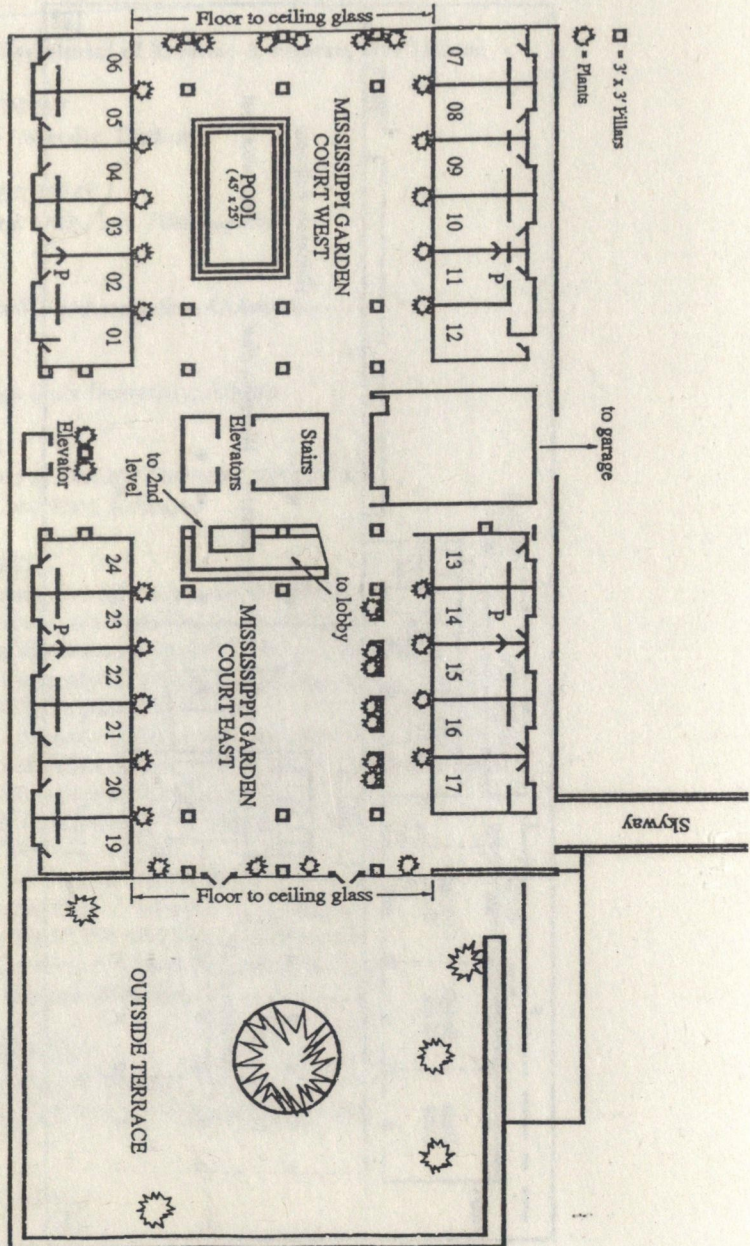 □ = 3' x 3' Pillars
= Plants
to garage
Skyway
07
08
09
10
11
12
13
14
15
16
17
P
P
Floor to ceiling glass
MISSISSIPPI GARDEN
COURT WEST
POOL
(45' x 25')
Stairs
Elevators
to 2nd
level
to lobby
MISSISSIPPI GARDEN
COURT EAST
Floor to ceiling glass
OUTSIDE TERRACE
06
05
04
03
02
01
P
Elevator
24
23
22
21
20
19
P